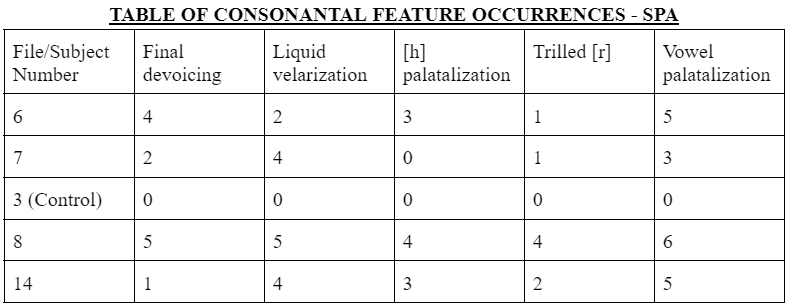 TABLE OF CONSONANTAL FEATURE OCCURRENCES - SPA
File/Subject Number Final devoicing Liquid velarization [h] palatalization Trilled [r] Vowel palatalization
6 4 2 3 1 5
7 2 4 0 1 3
3 (Control) 0 0 0 0 0
8 5 5 4 4 6
14 1 4 3 2 5